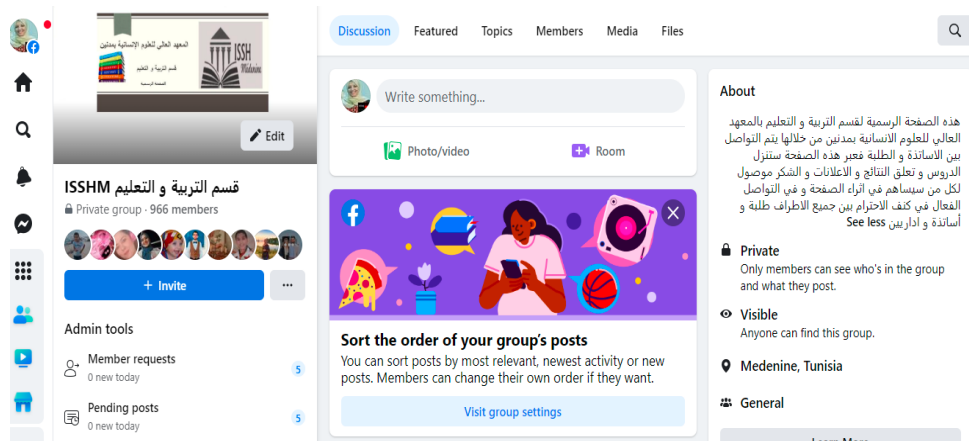 المعهد العالي للعلوم الإنسانية بمدنين
قسم التربية و التعليم
الصفحة الرسمية
ISSH
Médenine
Edit
قسم التربية و التعليم ISSHM
Private group · 966 members
+ Invite
Admin tools
Member requests
0 new today
5
Pending posts
0 new today
5
Discussion
Featured
Topics
Members
Media
Files
Write something...
Photo/video
Room
Sort the order of your group's posts
You can sort posts by most relevant, newest activity or new
posts. Members can change their own order if they want.
Visit group settings
About
هذه الصفحة الرسمية لقسم التربية و التعليم بالمعهد
العالي للعلوم الانسانية بمدنين من خلالها يتم التواصل
بين الاساتذة و الطلبة فعبر هذه الصفحة ستنزل
الدروس و تعلق النتائج و الاعلانات و الشكر موصول
لكل من سيساهم في اثراء الصفحة و في التواصل
الفعال في كنف الاحترام بين جميع الاطراف طلبة و
أساتذة و اداريين See less
Private
Only members can see who's in the group
and what they post.
Visible
Anyone can find this group.
Medenine, Tunisia
General
Learn More